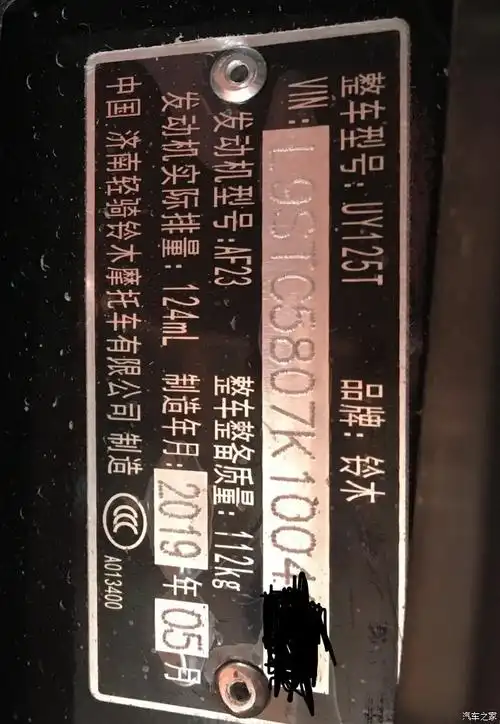 整车型号：UY125T 品牌：铃木
VIN：L9STC5807K1004
发动机型号：AF23 整车整备质量：112kg
发动机实际排量：124mL 制造年月：2019年05月
中国 济南轻骑铃木摩托车有限公司 制造 CCC A013400
汽车之家